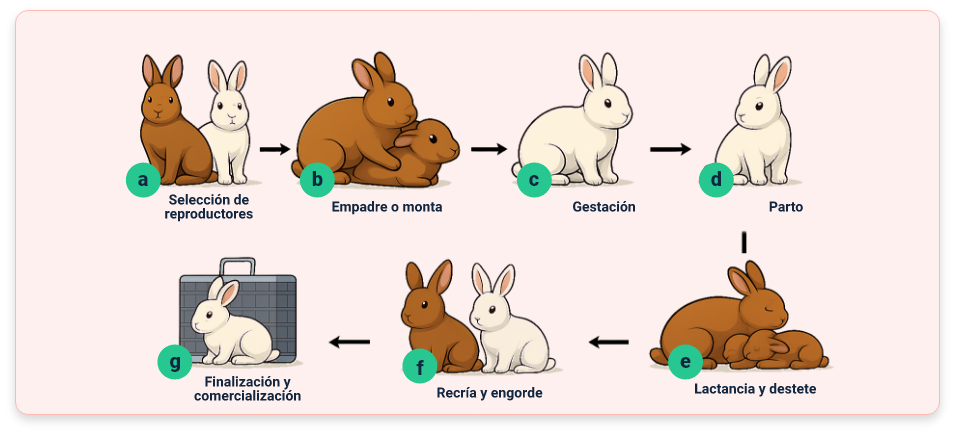 a
Selección de
reproductores
b
Empadre o monta
c
Gestación
d
Parto
e
Lactancia y destete
f
Recría y engorde
g
Finalización y
comercialización